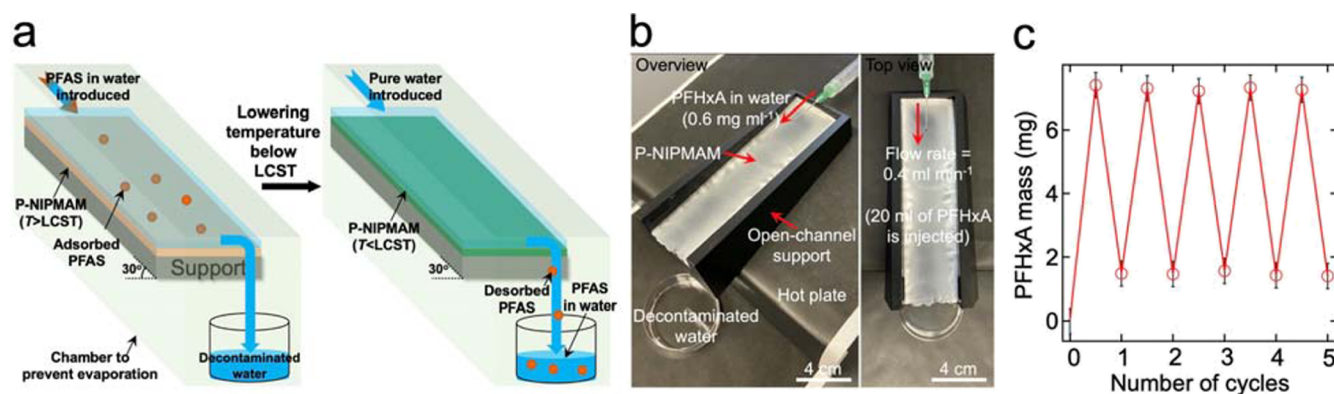 a
PFAS in water
introduced
Pure water
introduced
Lowering
temperature
below
LCST
P-NIPMAM
(T>LCST)
Adsorbed
PFAS
30°
Support
Decontaminated
water
Chamber to
prevent evaporation
P-NIPMAM
(T<LCST)
30°
Desorbed
PFAS
PFAS
in water
b
Overview
PFHxA in water
(0.6 mg ml-1)
P-NIPMAM
Open-channel
support
Hot plate
Decontaminated
water
4 cm
Top view
Flow rate =
0.4 ml min-1
(20 ml of PFHxA
is injected)
4 cm
c
PFHxA mass (mg)
6
4
2
0
0 1 2 3 4 5
Number of cycles